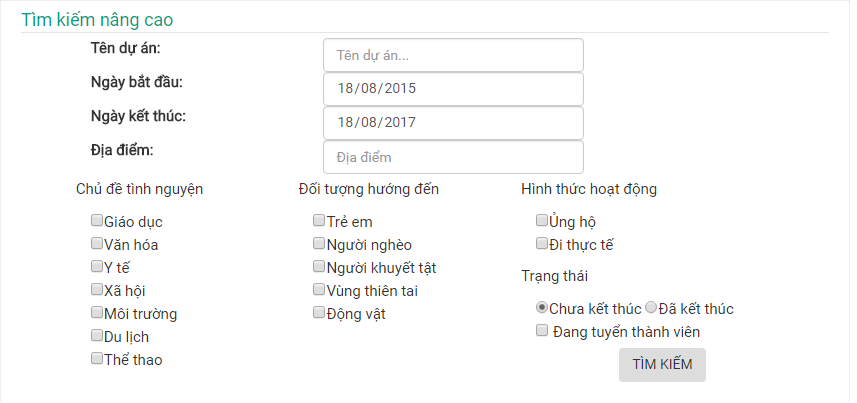 Tìm kiếm nâng cao
Tên dự án:
Tên dự án...
Ngày bắt đầu:
18/08/2015
Ngày kết thúc:
18/08/2017
Địa điểm:
Địa điểm
Chủ đề tình nguyện
Giáo dục
Văn hóa
Y tế
Xã hội
Môi trường
Du lịch
Thể thao
Đối tượng hướng đến
Trẻ em
Người nghèo
Người khuyết tật
Vùng thiên tai
Động vật
Hình thức hoạt động
Ủng hộ
Đi thực tế
Trạng thái
Chưa kết thúc Đã kết thúc
Đang tuyển thành viên
TÌM KIẾM